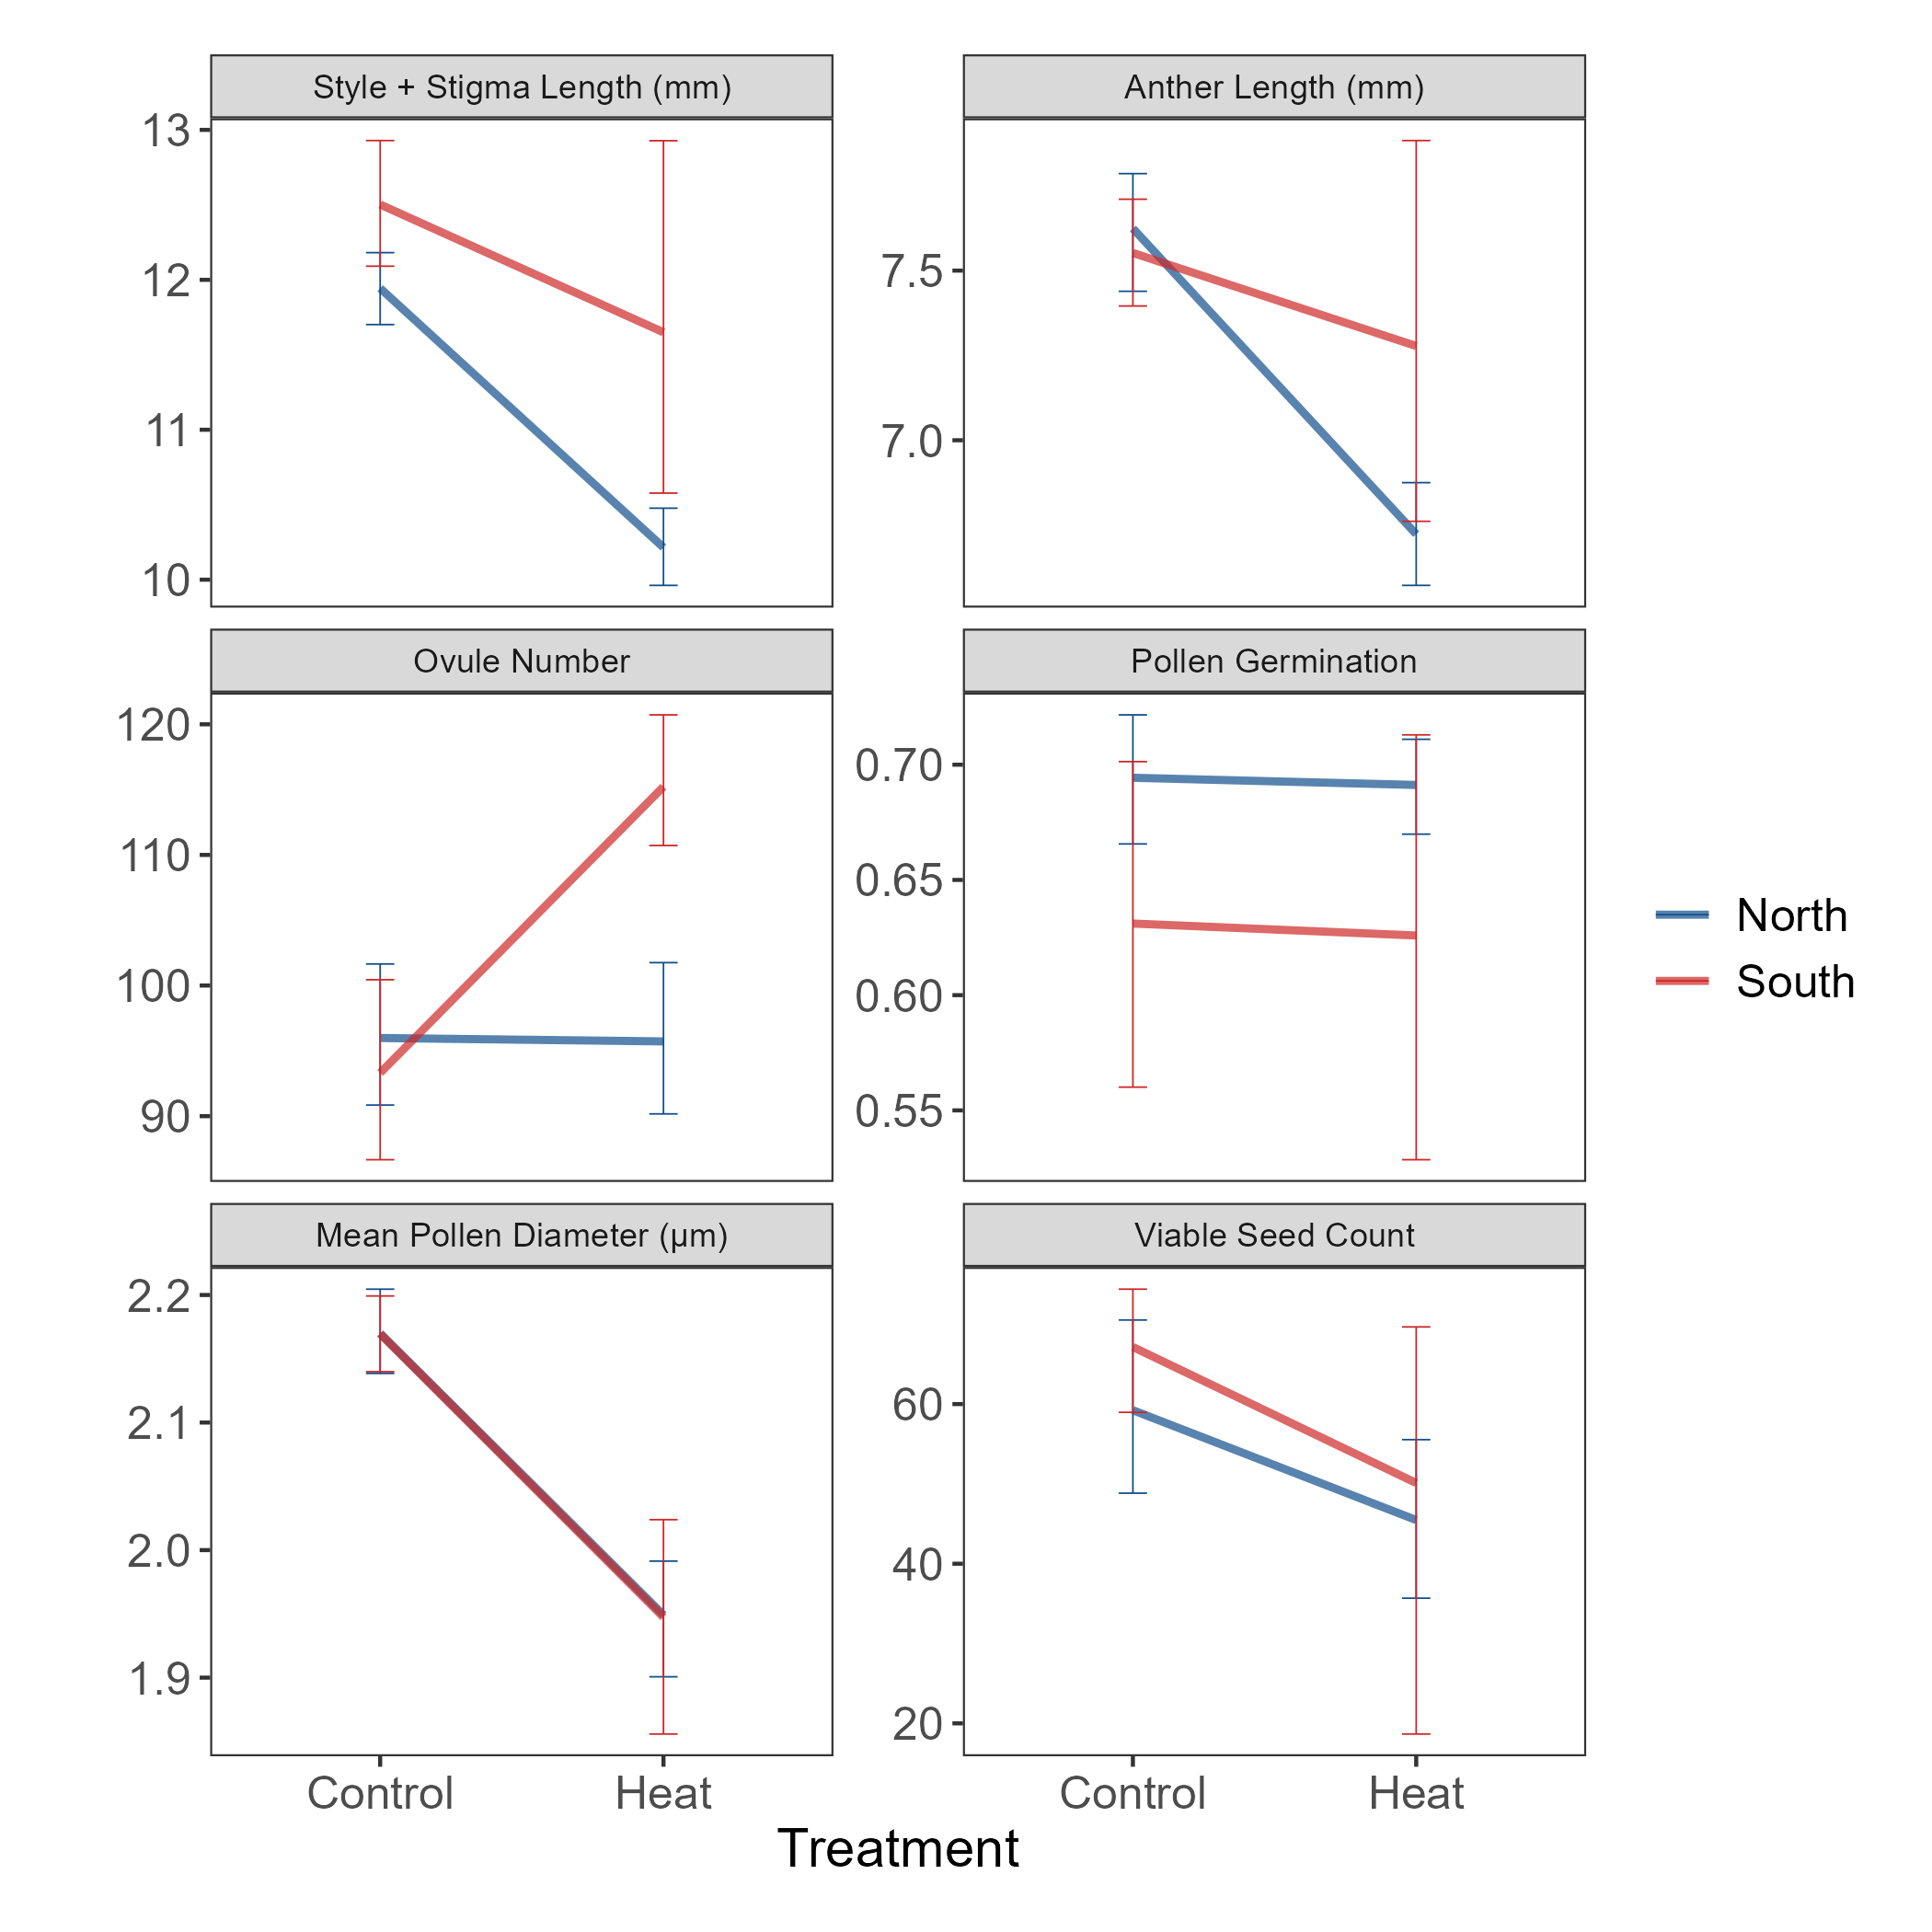 Style + Stigma Length (mm)
Anther Length (mm)
13
12
11
10
7.5
7.0
Ovule Number
Pollen Germination
120
110
100
90
0.70
0.65
0.60
0.55
North
South
Mean Pollen Diameter (μm)
Viable Seed Count
2.2
2.1
2.0
1.9
60
40
20
Control
Heat
Control
Heat
Treatment